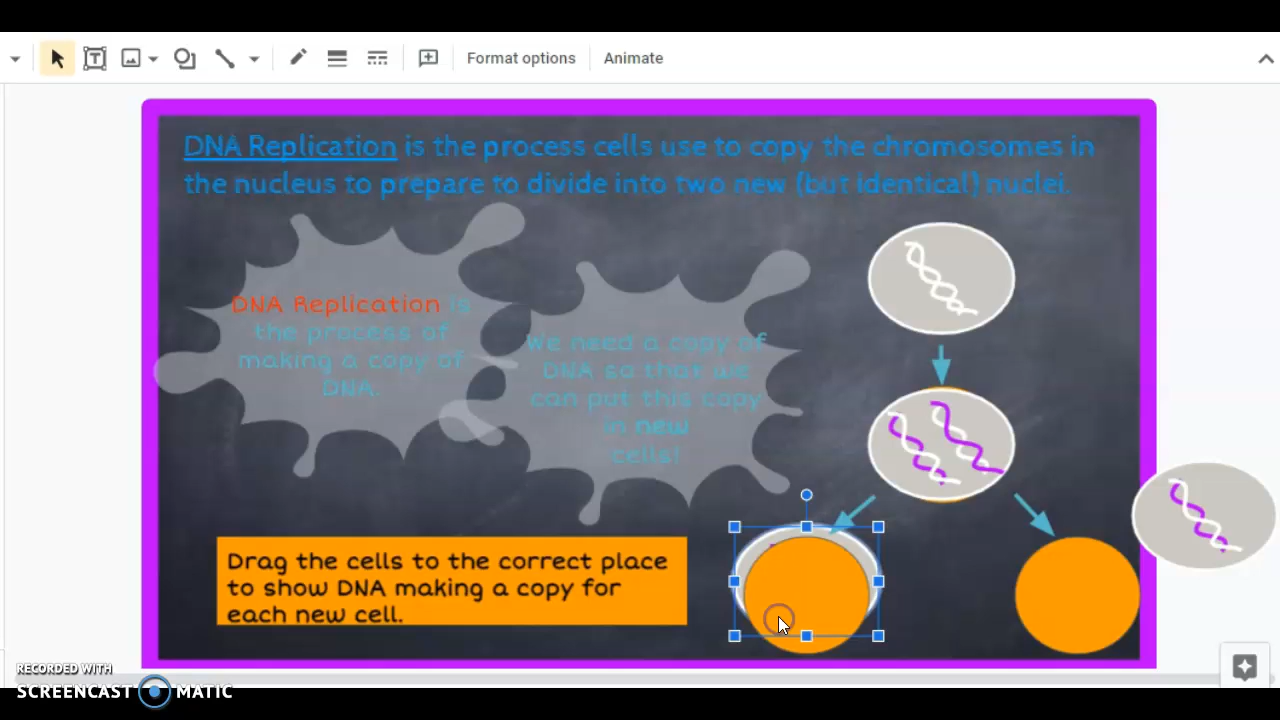 Format options
Animate
DNA Replication is the process cells use to copy the chromosomes in
the nucleus to prepare to divide into two new (but identical) nuclei.
DNA Replication is
the process of
making a copy of
DNA.
We need a copy of
DNA so that we
can put this copy
in new
cells!
Drag the cells to the correct place
to show DNA making a copy for
each new cell.
RECORDED WITH
SCREENCAST MATIC